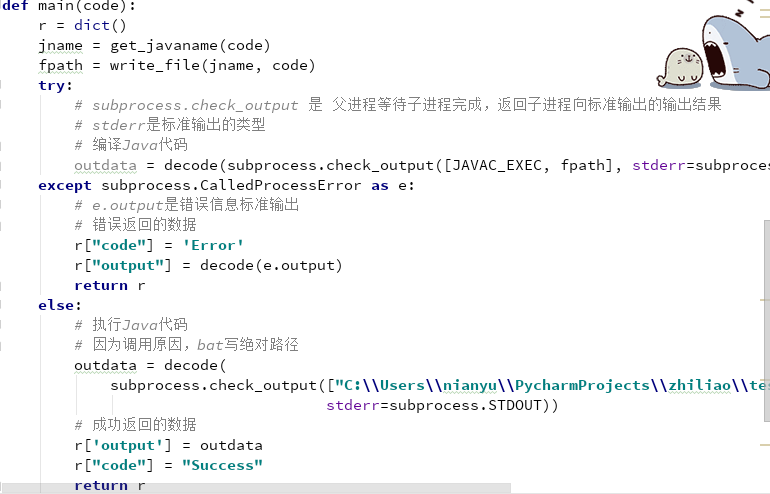 def main(code):
    r = dict()
    jname = get_javaname(code)
    fpath = write_file(jname, code)
    try:
        # subprocess.check_output 是 父进程等待子进程完成，返回子进程向标准输出的输出结果
        # stderr是标准输出的类型
        # 编译Java代码
        outdata = decode(subprocess.check_output([JAVAC_EXEC, fpath], stderr=subproces
    except subprocess.CalledProcessError as e:
        # e.output是错误信息标准输出
        # 错误返回的数据
        r["code"] = 'Error'
        r["output"] = decode(e.output)
        return r
    else:
        # 执行Java代码
        # 因为调用原因，bat写绝对路径
        outdata = decode(
            subprocess.check_output(["C:\\Users\\nianyu\\PycharmProjects\\zhiliao\\te
                                    stderr=subprocess.STDOUT))
        # 成功返回的数据
        r['output'] = outdata
        r["code"] = "Success"
        return r